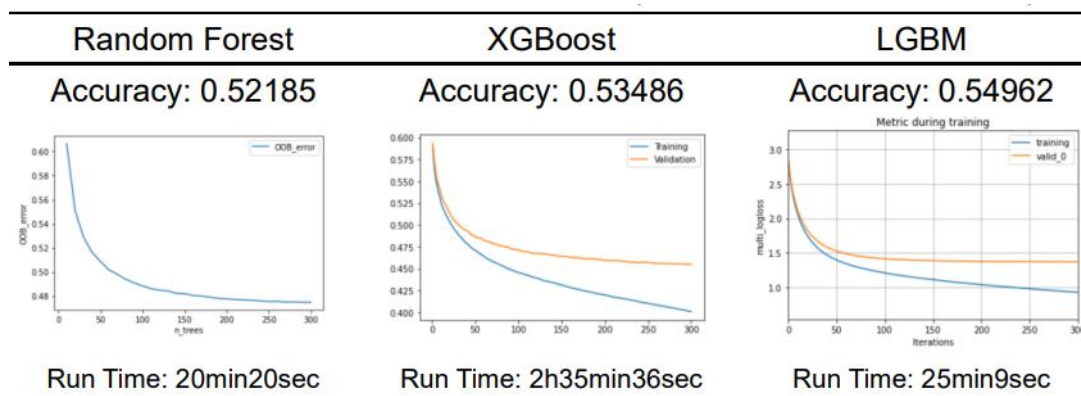 Random Forest XGBoost LGBM
Accuracy: 0.52185 Accuracy: 0.53486 Accuracy: 0.54962
Metric during training
OOB_error
0.60
0.58
0.56
0.54
0.52
0.50
0.48
OOB_error
0 50 100 150 200 250 300
n_trees
Training
Validation
0.600
0.575
0.550
0.525
0.500
0.475
0.450
0.425
0.400
0 50 100 150 200 250 300
training
valid_0
3.0
2.5
2.0
1.5
1.0
multi_logloss
0 50 100 150 200 250 300
Iterations
Run Time: 20min20sec Run Time: 2h35min36sec Run Time: 25min9sec